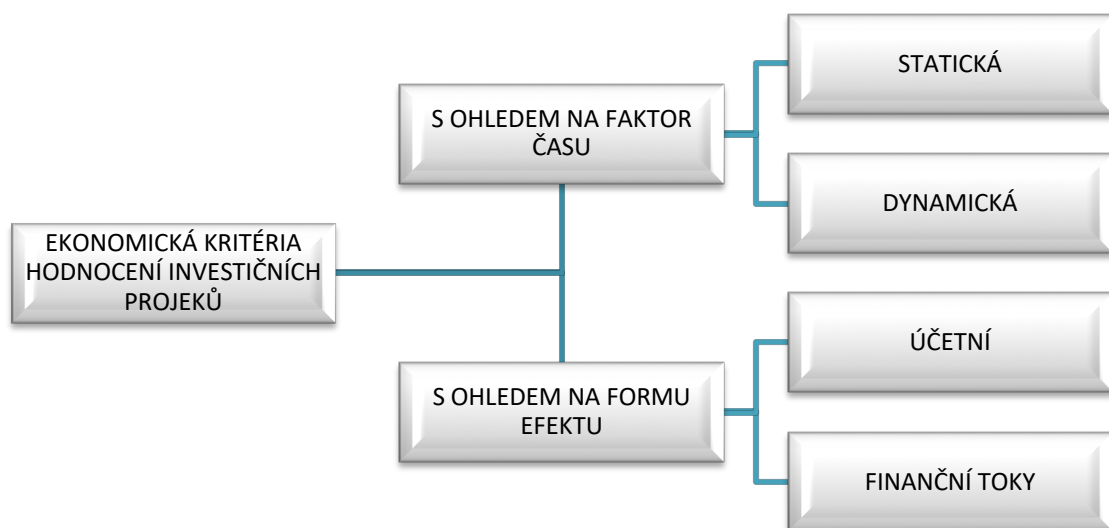 EKONOMICKÁ KRITÉRIA
HODNOCENÍ INVESTIČNÍCH
PROJEKŮ
S OHLEDEM NA FAKTOR
ČASU
STATICKÁ
DYNAMICKÁ
S OHLEDEM NA FORMU
EFEKTU
ÚČETNÍ
FINANČNÍ TOKY